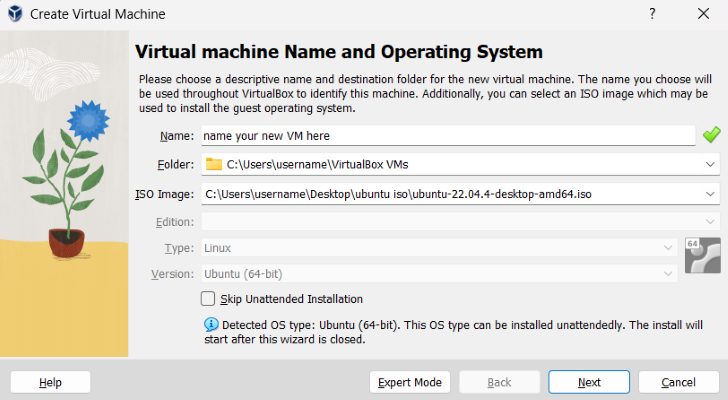 Create Virtual Machine
?
Virtual machine Name and Operating System
Please choose a descriptive name and destination folder for the new virtual machine. The name you choose will
be used throughout VirtualBox to identify this machine. Additionally, you can select an ISO image which may be
used to install the guest operating system.
Name: name your new VM here
Folder: C:\Users\username\VirtualBox VMs
ISO Image: C:\Users\username\Desktop\ubuntu iso\ubuntu-22.04.4-desktop-amd64.iso
Edition:
Type: Linux
64
Version: Ubuntu (64-bit)
Skip Unattended Installation
Detected OS type: Ubuntu (64-bit). This OS type can be installed unattendedly. The install will
start after this wizard is closed.
Help Expert Mode Back Next Cancel